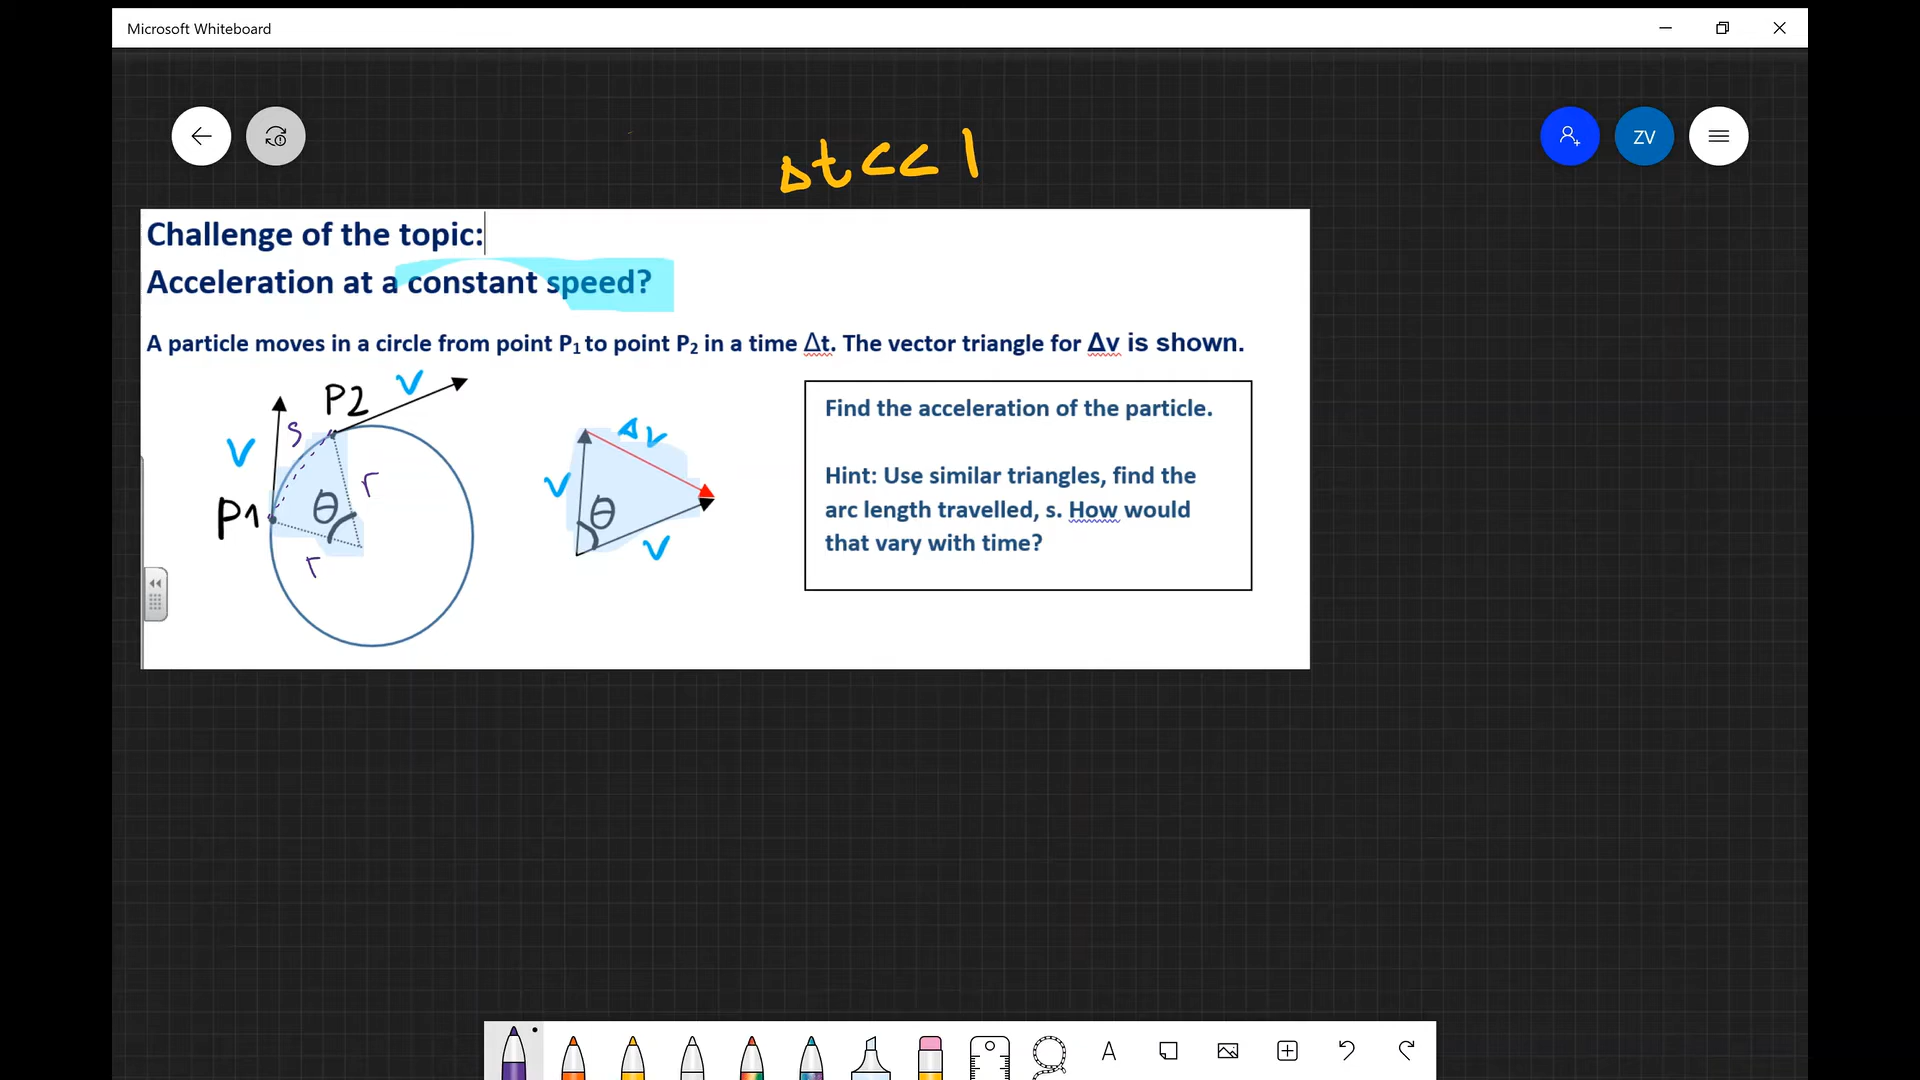 Microsoft Whiteboard
ZV
Δt << 1
Challenge of the topic:
Acceleration at a constant speed?
A particle moves in a circle from point P1 to point P2 in a time Δt. The vector triangle for Δv is shown.
P2
v
s
v
r
P1
θ
r
Δv
v
θ
v
Find the acceleration of the particle.
Hint: Use similar triangles, find the
arc length travelled, s. How would
that vary with time?
A